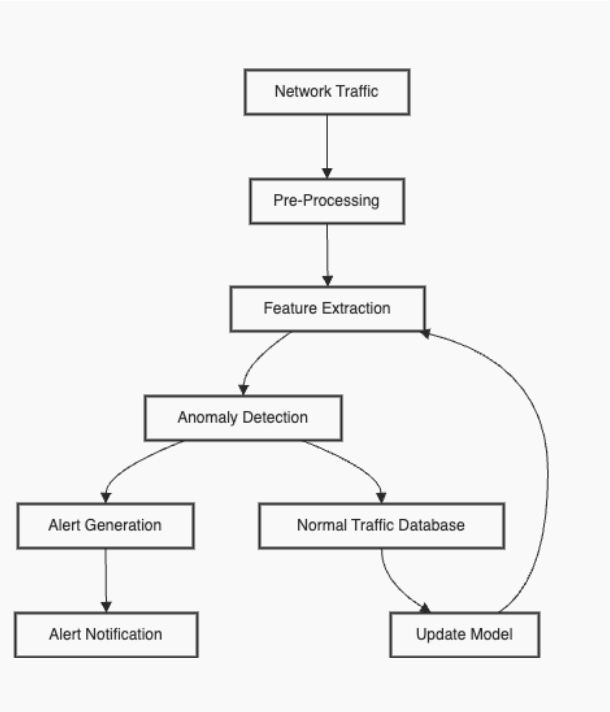 Network Traffic
Pre-Processing
Feature Extraction
Anomaly Detection
Alert Generation
Normal Traffic Database
Alert Notification
Update Model